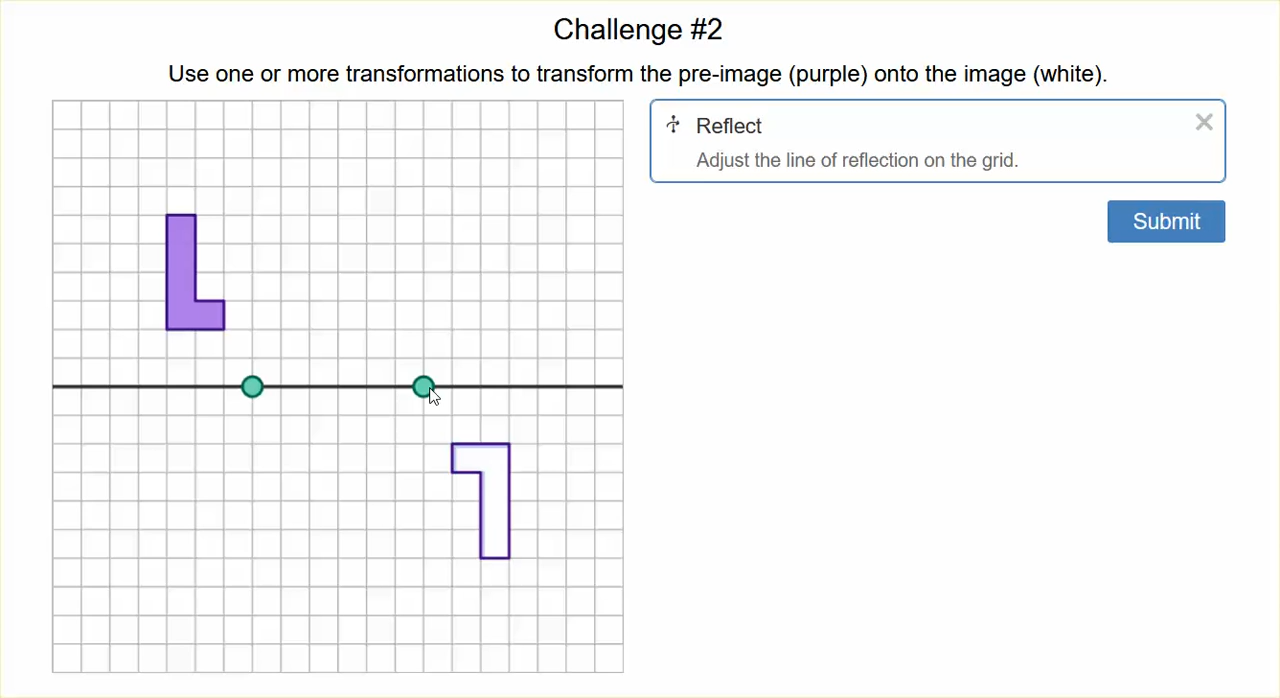 Challenge #2
Use one or more transformations to transform the pre-image (purple) onto the image (white).
Reflect
Adjust the line of reflection on the grid.
Submit